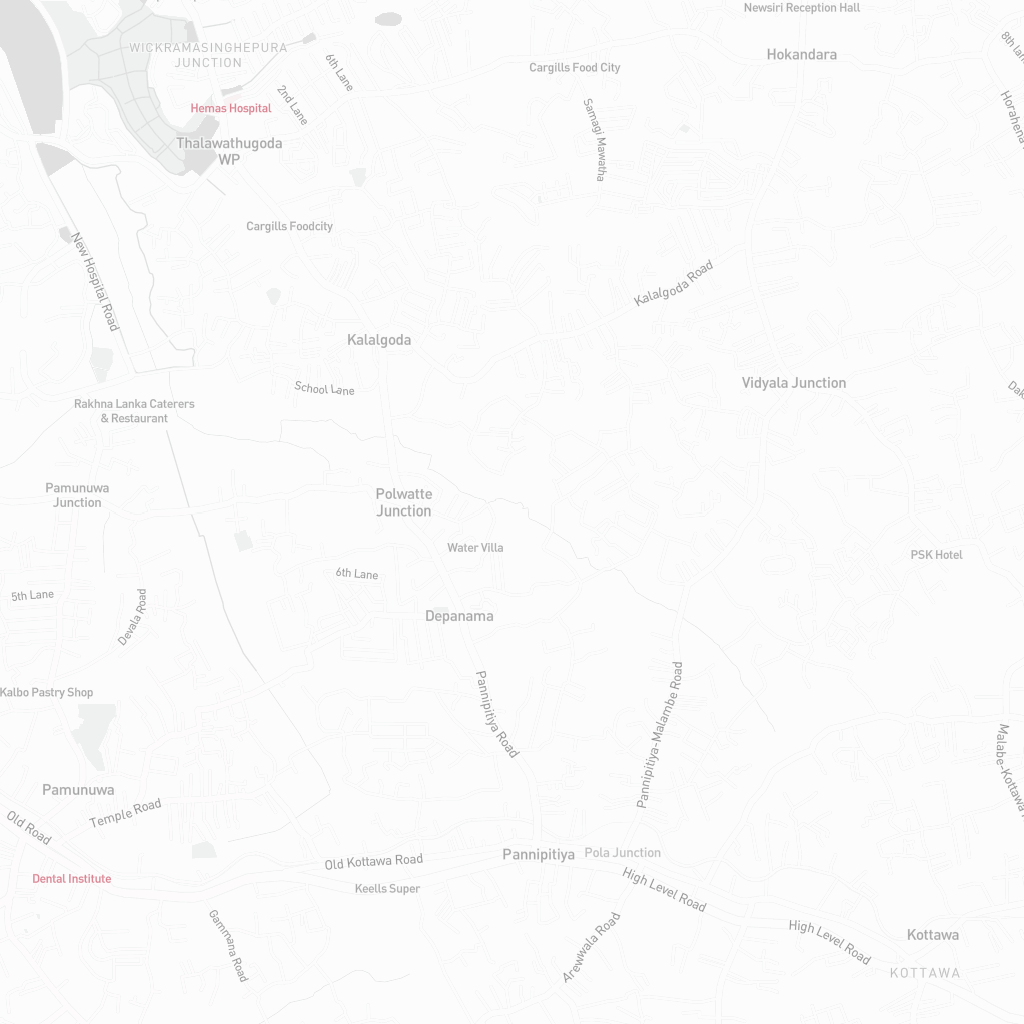 Newsiri Reception Hall
WICKRAMASINGHEPURA
JUNCTION
Hokandara
8th lan
6th Lane
Cargills Food City
2nd Lane
Hemas Hospital
Samagi Mawatha
Horahena
Thalawathugoda
WP
Cargills Foodcity
New Hospital Road
Kalalgoda Road
Kalalgoda
School Lane
Vidyala Junction
Rakhna Lanka Caterers
& Restaurant
Pamunuwa
Junction
Polwatte
Junction
Water Villa
PSK Hotel
6th Lane
5th Lane
Devala Road
Depanama
Kalbo Pastry Shop
Pannipitiya Road
Pannipitiya-Malambe Road
Malabe-Kottawa
Pamunuwa
Temple Road
Old Road
Old Kottawa Road
Pannipitiya
Pola Junction
Dental Institute
Keells Super
High Level Road
Gammana Road
Arewwala Road
High Level Road
Kottawa
KOTTAWA